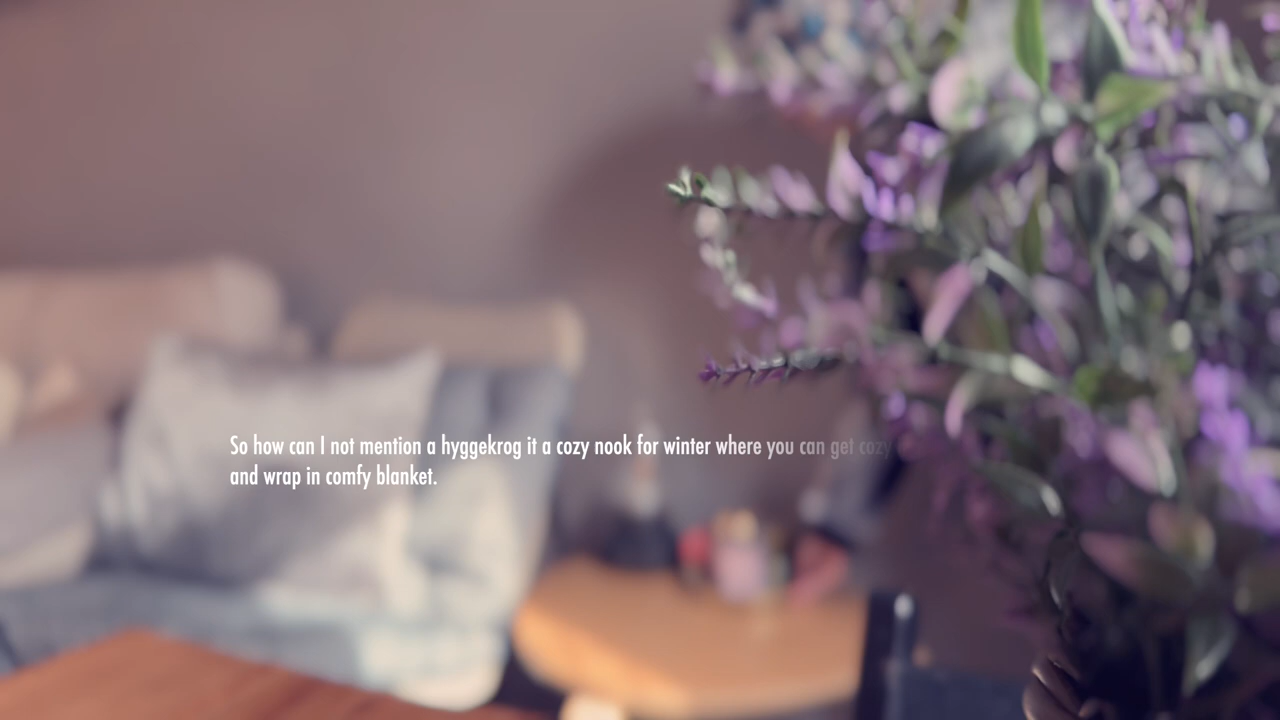 So how can I not mention a hyggekrog it a cozy nook for winter where you can get cozy
and wrap in comfy blanket.